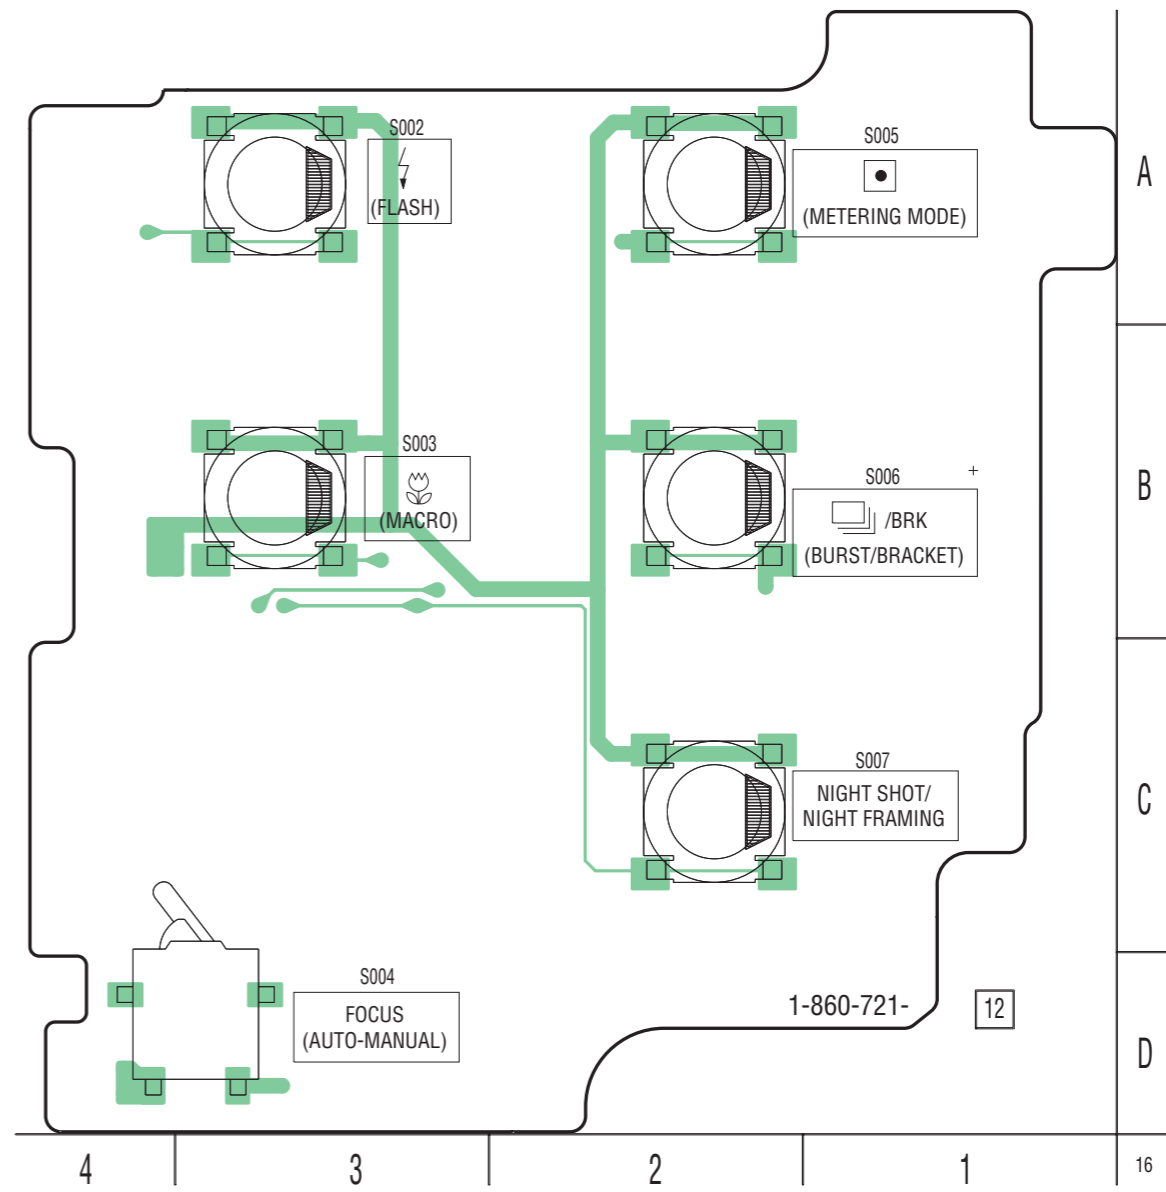 S002
(FLASH)
S005
(METERING MODE)
A
S003
(MACRO)
S006
/BRK
(BURST/BRACKET)
B
S007
NIGHT SHOT/
NIGHT FRAMING
C
S004
FOCUS
(AUTO-MANUAL)
1-860-721-
12
D
4
3
2
1
16